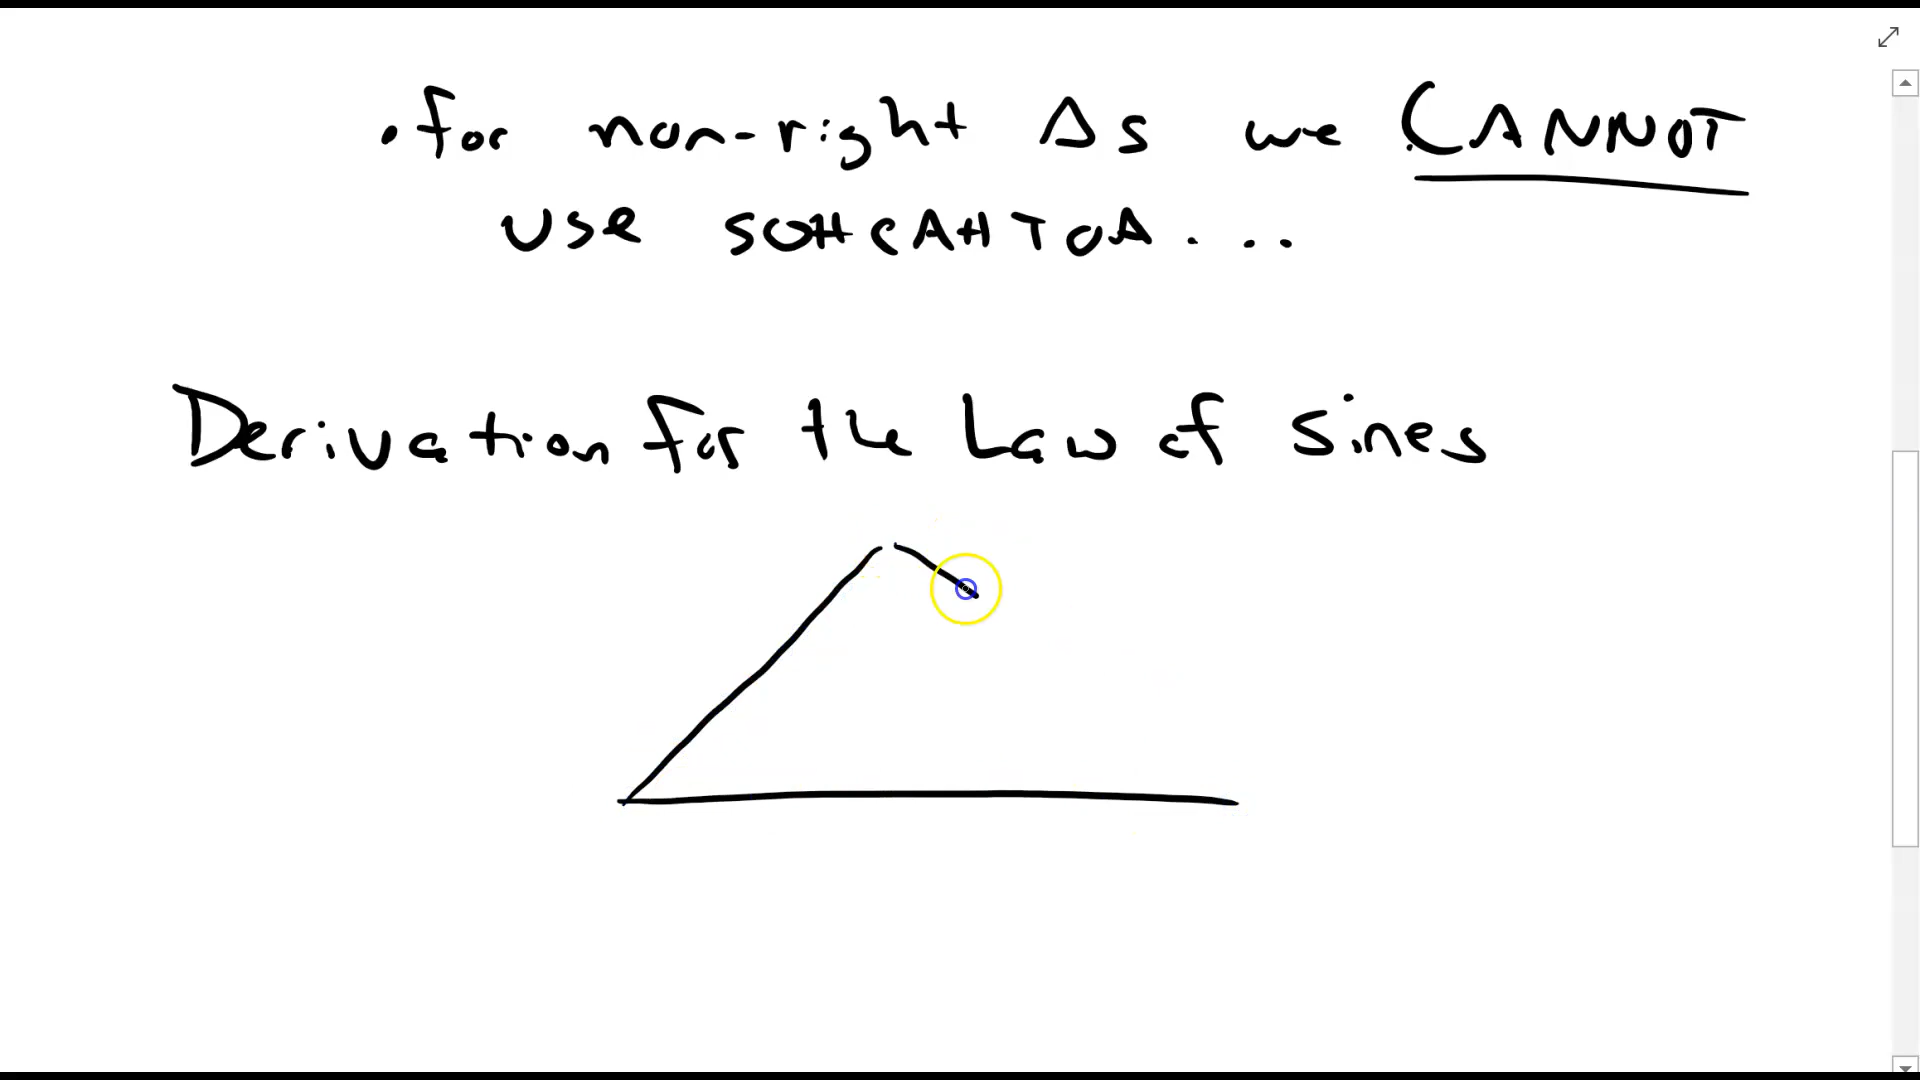 • for non-right Δs we CANNOT
use SOHCAHTOA....
Derivation for the Law of Sines